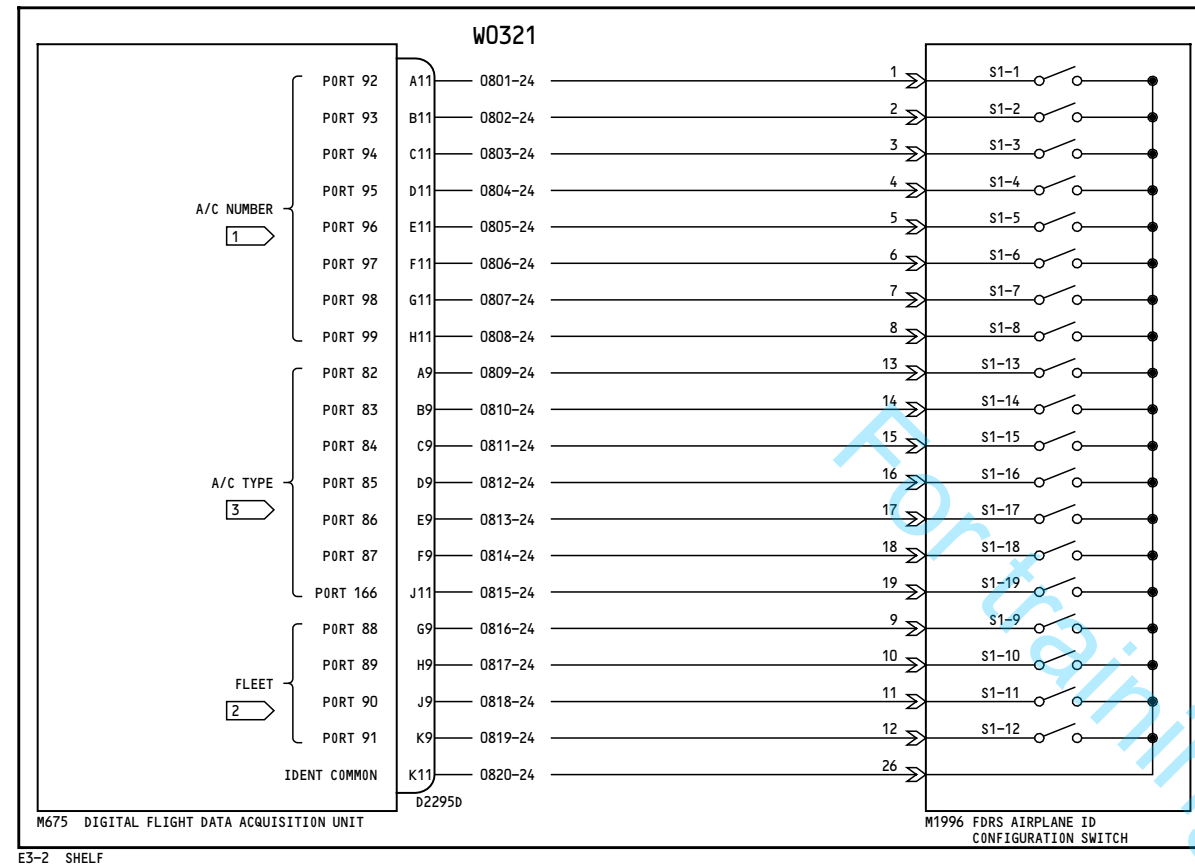 W0321
PORT 92 A11 0801-24 1 S1-1
PORT 93 B11 0802-24 2 S1-2
PORT 94 C11 0803-24 3 S1-3
PORT 95 D11 0804-24 4 S1-4
A/C NUMBER
1
PORT 96 E11 0805-24 5 S1-5
PORT 97 F11 0806-24 6 S1-6
PORT 98 G11 0807-24 7 S1-7
PORT 99 H11 0808-24 8 S1-8
PORT 82 A9 0809-24 13 S1-13
PORT 83 B9 0810-24 14 S1-14
PORT 84 C9 0811-24 15 S1-15
A/C TYPE PORT 85 D9 0812-24 16 S1-16
3
PORT 86 E9 0813-24 17 S1-17
PORT 87 F9 0814-24 18 S1-18
PORT 166 J11 0815-24 19 S1-19
PORT 88 G9 0816-24 9 S1-9
PORT 89 H9 0817-24 10 S1-10
FLEET
2
PORT 90 J9 0818-24 11 S1-11
PORT 91 K9 0819-24 12 S1-12
IDENT COMMON K11 0820-24 26
D2295D
M675 DIGITAL FLIGHT DATA ACQUISITION UNIT
M1996 FDRS AIRPLANE ID
CONFIGURATION SWITCH
E3-2 SHELF
For